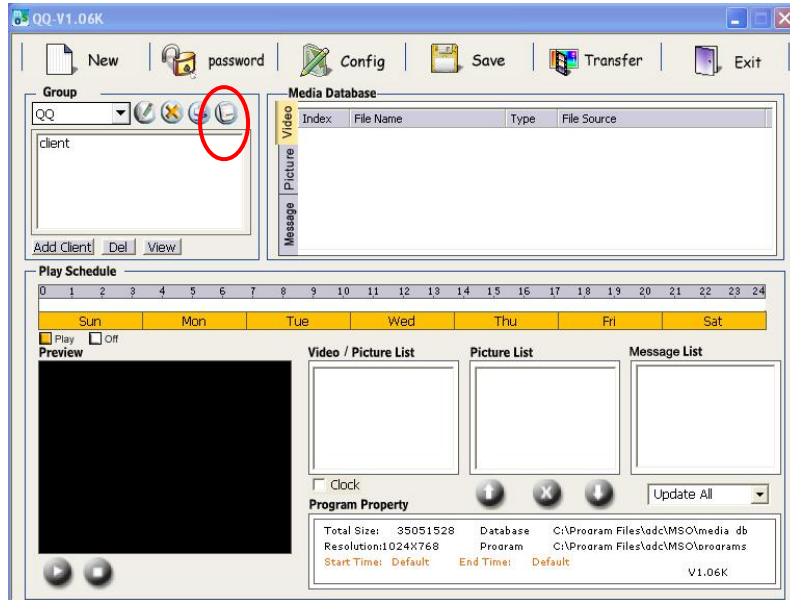 QQ-V1.06K
New password Config Save Transfer Exit
Group
QQ
client
Add Client Del View
Media Database
Video
Picture
Message
Index File Name Type File Source
Play Schedule
0 1 2 3 4 5 6 7 8 9 10 11 12 13 14 15 16 17 18 19 20 21 22 23 24
Sun Mon Tue Wed Thu Fri Sat
Play Off
Preview
Video / Picture List
Picture List
Message List
Clock
Update All
Program Property
Total Size: 35051528 Database C:\Program Files\adc\MSO\media db
Resolution:1024X768 Program C:\Program Files\adc\MSO\programs
Start Time: Default End Time: Default
V1.06K